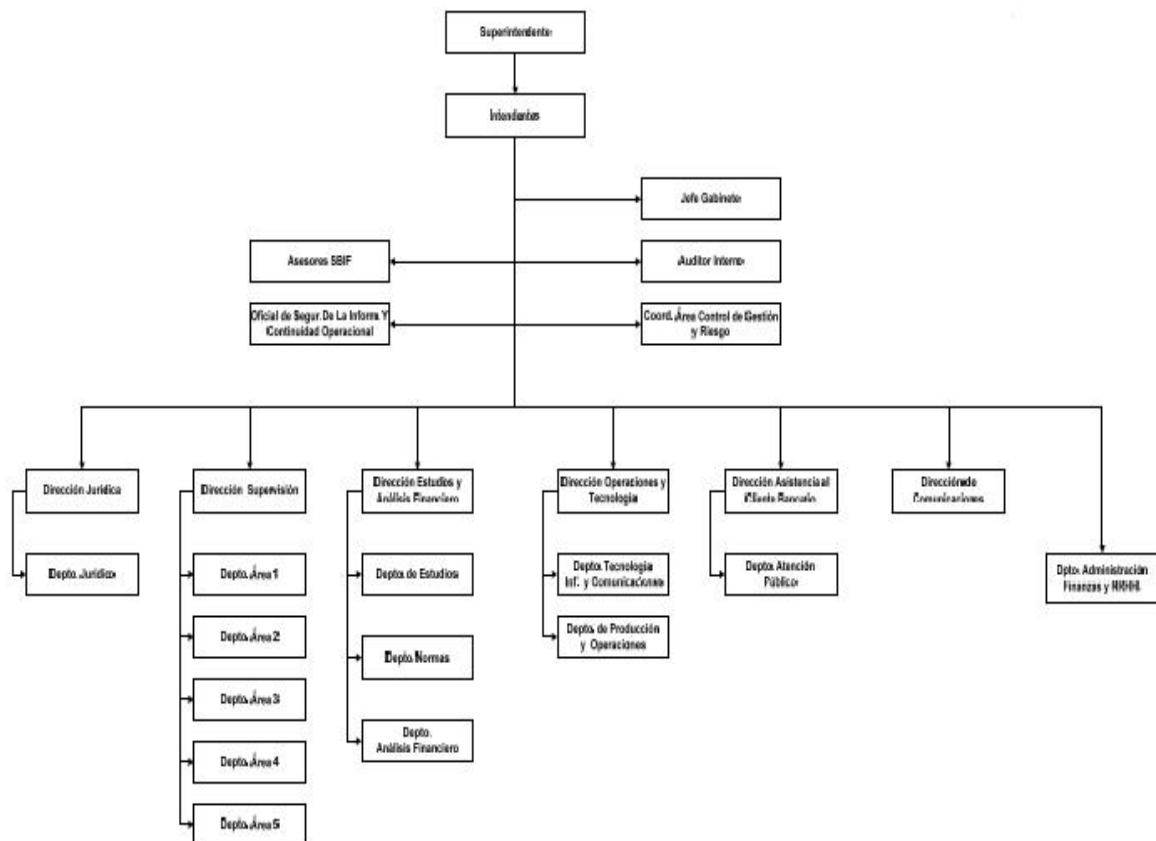 Superintendente
Intendentes
Jefe Gabinete
Asesores SBIF
Auditor Interno
Oficial de Segur. De La Inform. Y
Continuidad Operacional
Coord. Área Control de Gestión
y Riesgo
Dirección Jurídica
Dirección Supervisión
Dirección Estudios y
Análisis Financiero
Dirección Operaciones y
Tecnología
Dirección Asistencia al
Cliente Bancario
Dirección de
Comunicaciones
Depto. Jurídico
Depto. Área 1
Depto. de Estudios
Depto. Tecnología
Inf. y Comunicaciones
Depto. Atención
Público
Dpto. Administración
Finanzas y RRHH.
Depto. Área 2
Depto. Normas
Depto. de Producción
y Operaciones
Depto. Área 3
Depto.
Análisis Financiero
Depto. Área 4
Depto. Área 5